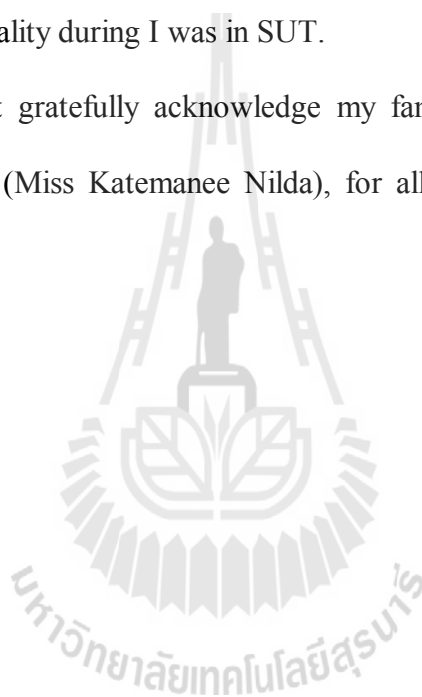 ality during I was in SUT.
gratefully acknowledge my
(Miss Katemanee Nilda), for all
มหาวิทยาลัยเทคโนโลยีสุรนารี